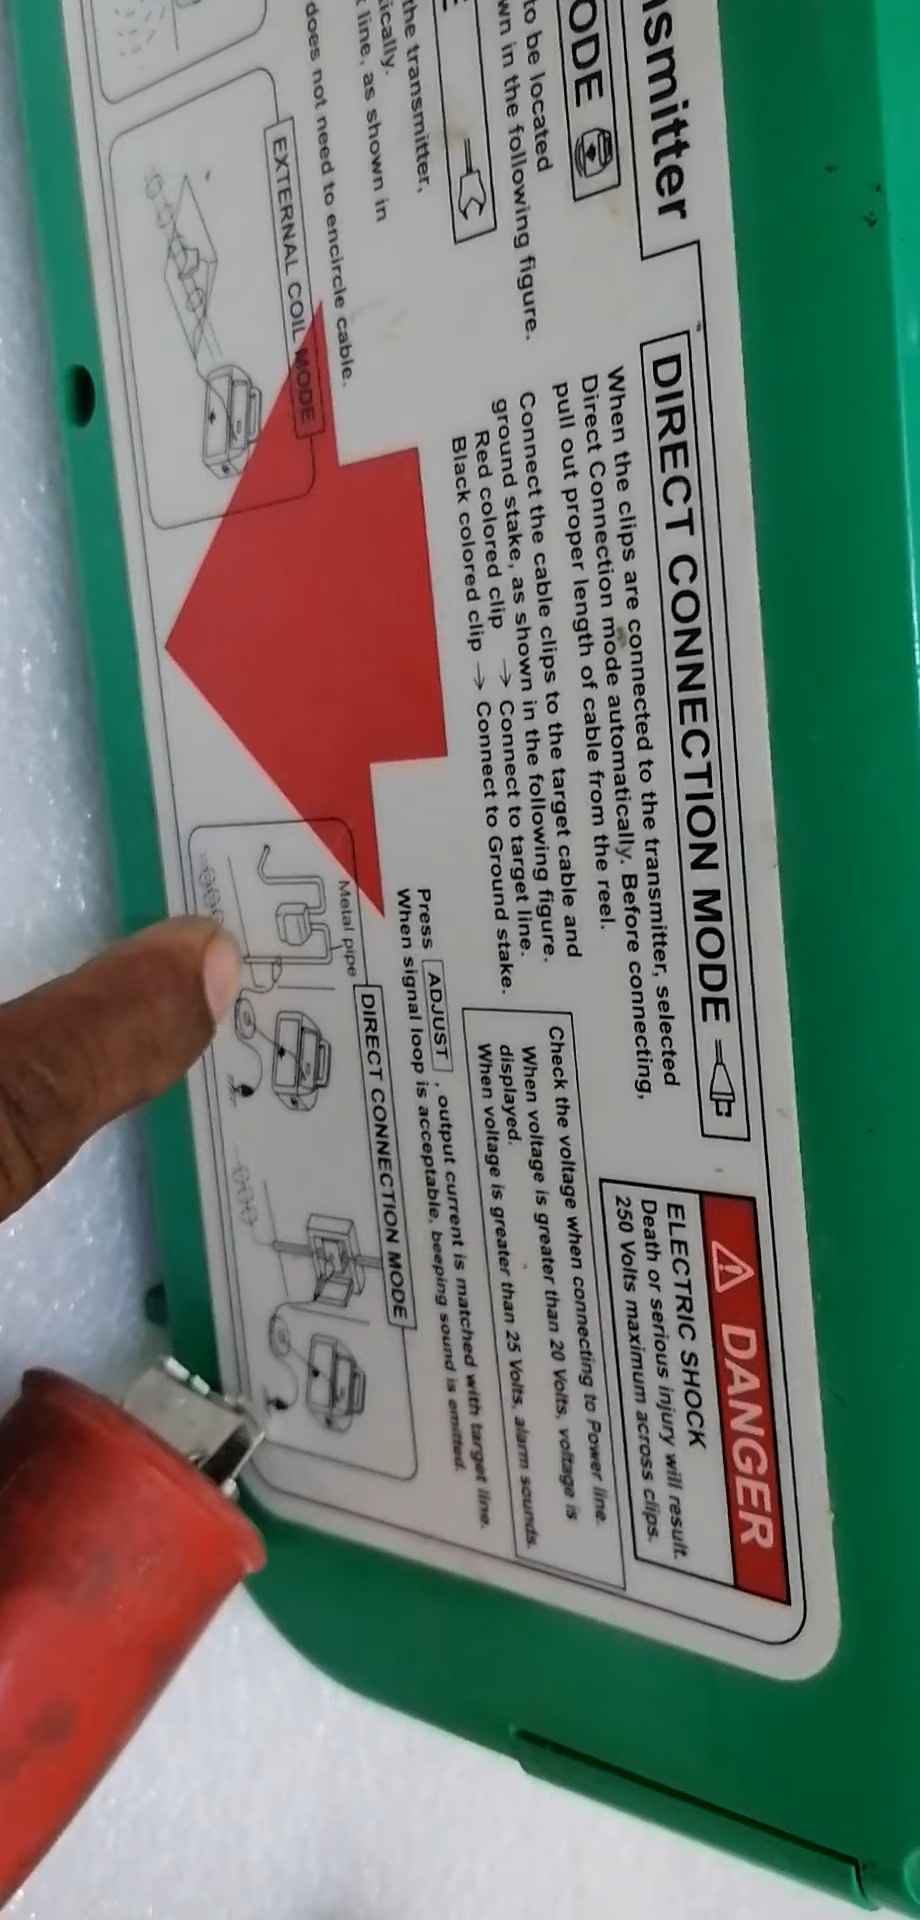 smitter
ODE
to be located
wn in the following figure.
E
the transmitter,
ically.
line, as shown in
does not need to encircle cable.
EXTERNAL COIL MODE
DIRECT CONNECTION MODE
When the clips are connected to the transmitter, selected
Direct Connection mode automatically. Before connecting,
pull out proper length of cable from the reel.
Connect the cable clips to the target cable and
ground stake, as shown in the following figure.
Red colored clip → Connect to target line.
Black colored clip → Connect to Ground stake.
DANGER
ELECTRIC SHOCK
Death or serious injury will result.
250 Volts maximum across clips.
Check the voltage when connecting to Power line.
When voltage is greater than 20 Volts, voltage is
displayed.
When voltage is greater than 25 Volts, alarm sounds.
Press ADJUST , output current is matched with target line.
When signal loop is acceptable, beeping sound is emitted.
DIRECT CONNECTION MODE
Metal pipe